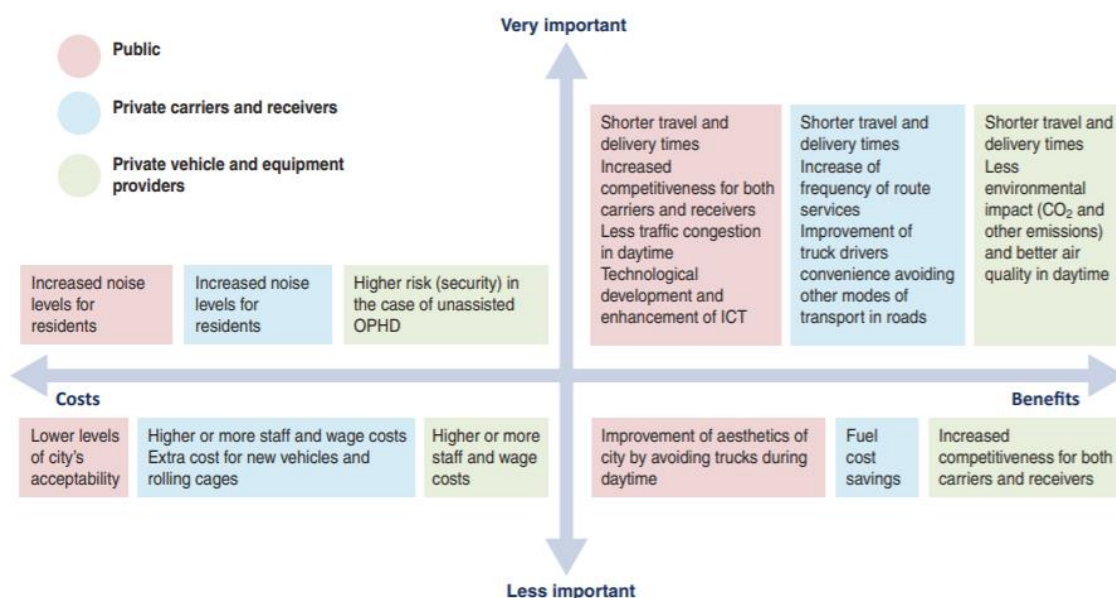 Very important
Public
Private carriers and receivers
Private vehicle and equipment
providers
Shorter travel and
delivery times
Increased
competitiveness for both
carriers and receivers
Less traffic congestion
in daytime
Technological
development and
enhancement of ICT
Shorter travel and
delivery times
Increase of
frequency of route
services
Improvement of
truck drivers
convenience avoiding
other modes of
transport in roads
Shorter travel and
delivery times
Less
environmental
impact (CO₂ and
other emissions)
and better air
quality in daytime
Increased noise
levels for
residents
Increased noise
levels for
residents
Higher risk (security) in
the case of unassisted
OPHD
Costs
Benefits
Lower levels
of city's
acceptability
Higher or more staff and wage costs
Extra cost for new vehicles and
rolling cages
Higher or more
staff and wage
costs
Improvement of aesthetics of
city by avoiding trucks during
daytime
Fuel
cost
savings
Increased
competitiveness for both
carriers and receivers
Less important